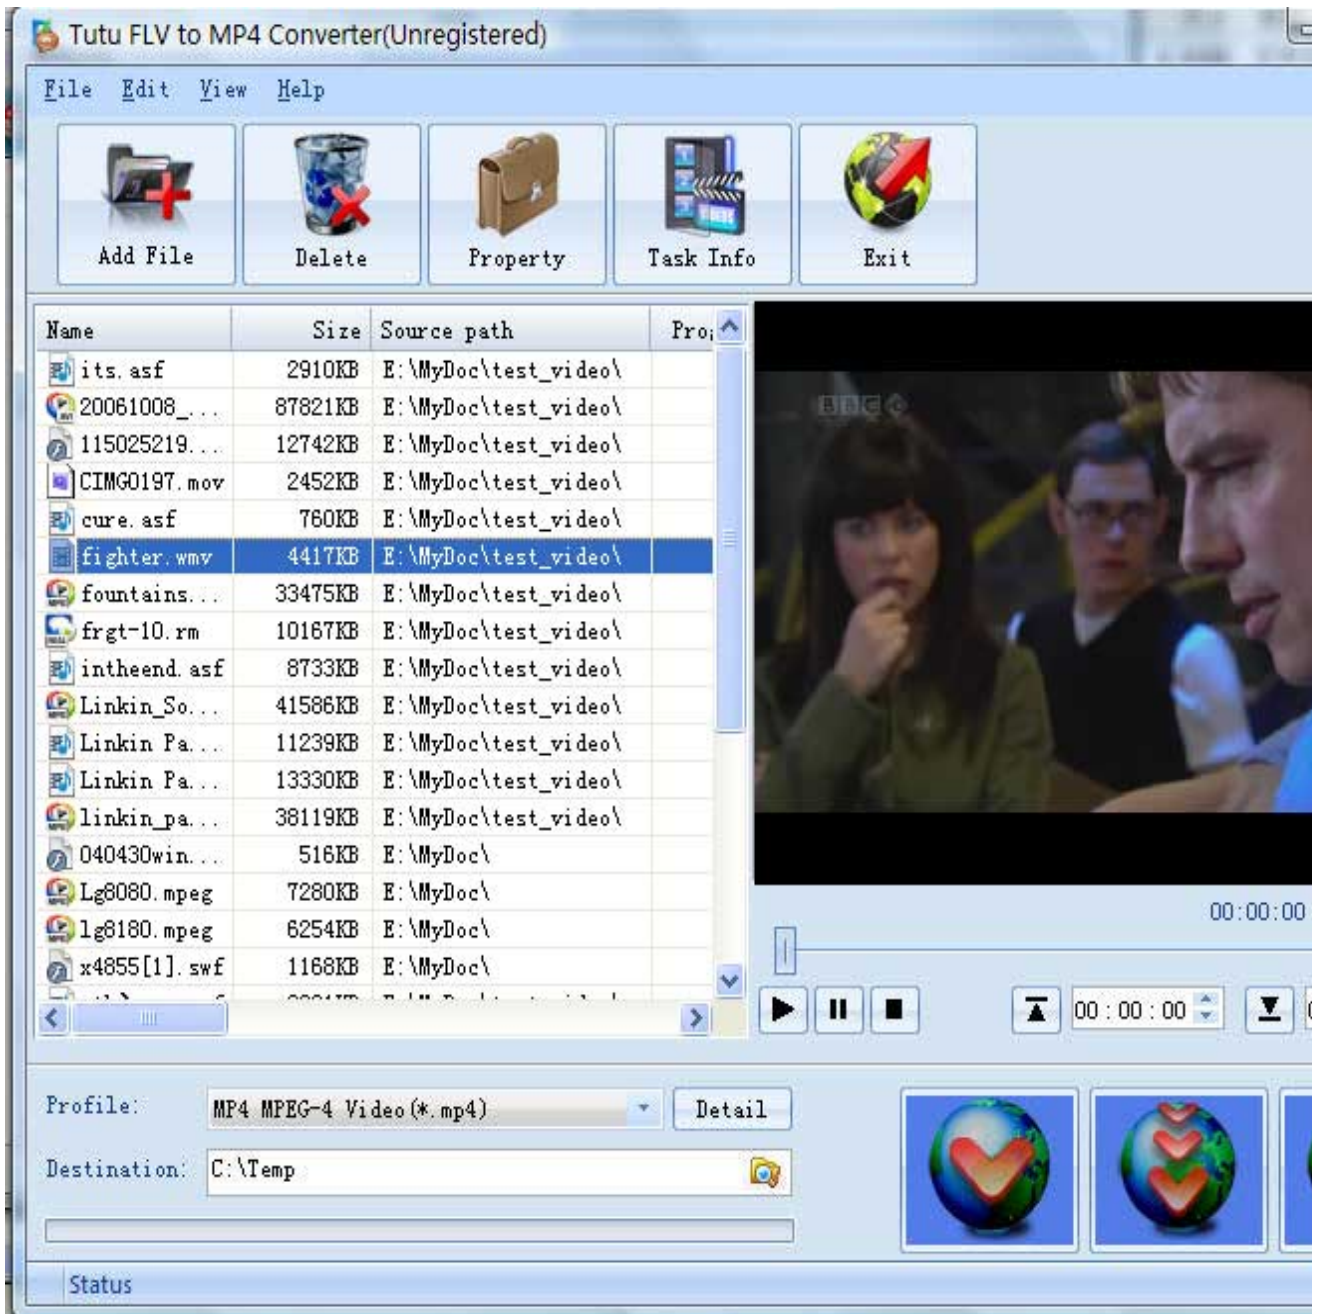 Tutu FLV to MP4 Converter(Unregistered)
File Edit View Help
Add File Delete Property Task Info Exit
Name Size Source path
its.asf 2910KB E:\MyDoc\test_video\
20061008_... 87821KB E:\MyDoc\test_video\
115025219... 12742KB E:\MyDoc\test_video\
CIMG0197.mov 2452KB E:\MyDoc\test_video\
cure.asf 760KB E:\MyDoc\test_video\
fighter.wmv 4417KB E:\MyDoc\test_video\
fountains... 33475KB E:\MyDoc\test_video\
frgt-10.rm 10167KB E:\MyDoc\test_video\
intheend.asf 8733KB E:\MyDoc\test_video\
Linkin_So... 41586KB E:\MyDoc\test_video\
Linkin Pa... 11239KB E:\MyDoc\test_video\
Linkin Pa... 13330KB E:\MyDoc\test_video\
linkin_pa... 38119KB E:\MyDoc\test_video\
040430win... 516KB E:\MyDoc\
Lg8080.mpeg 7280KB E:\MyDoc\
lg8180.mpeg 6254KB E:\MyDoc\
x4855[1].swf 1168KB E:\MyDoc\
BBC
00:00:00
00 : 00 : 00
Profile: MP4 MPEG-4 Video(*.mp4) Detail
Destination: C:\Temp
Status